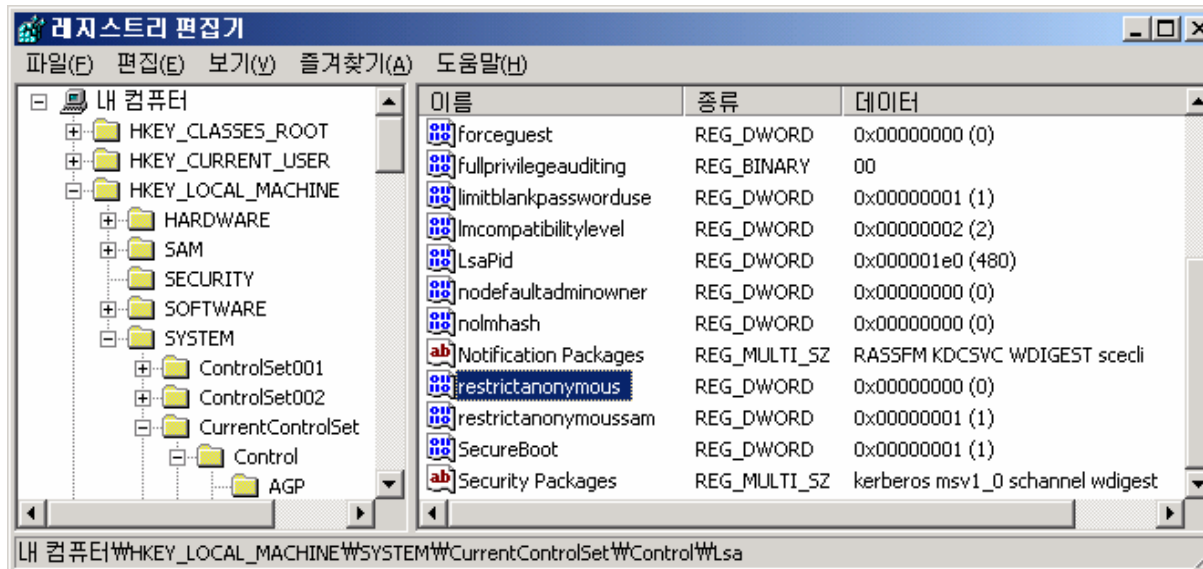 레지스트리 편집기
파일(F) 편집(E) 보기(V) 즐겨찾기(A) 도움말(H)
내 컴퓨터
HKEY_CLASSES_ROOT
HKEY_CURRENT_USER
HKEY_LOCAL_MACHINE
HARDWARE
SAM
SECURITY
SOFTWARE
SYSTEM
ControlSet001
ControlSet002
CurrentControlSet
Control
AGP
이름 종류 데이터
forceguest REG_DWORD 0x00000000 (0)
fullprivilegeauditing REG_BINARY 00
limitblankpassworduse REG_DWORD 0x00000001 (1)
lmcompatibilitylevel REG_DWORD 0x00000002 (2)
LsaPid REG_DWORD 0x000001e0 (480)
nodefaultadminowner REG_DWORD 0x00000000 (0)
nolmhash REG_DWORD 0x00000000 (0)
Notification Packages REG_MULTI_SZ RASSFM KDCSVC WDIGEST scecli
restrictanonymous REG_DWORD 0x00000000 (0)
restrictanonymoussam REG_DWORD 0x00000001 (1)
SecureBoot REG_DWORD 0x00000001 (1)
Security Packages REG_MULTI_SZ kerberos msv1_0 schannel wdigest
내 컴퓨터₩HKEY_LOCAL_MACHINE₩SYSTEM₩CurrentControlSet₩Control₩Lsa